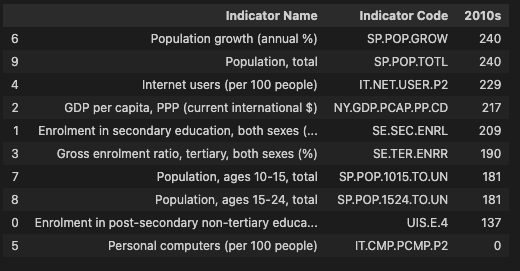 Indicator Name Indicator Code 2010s
6 Population growth (annual %) SP.POP.GROW 240
9 Population, total SP.POP.TOTL 240
4 Internet users (per 100 people) IT.NET.USER.P2 229
2 GDP per capita, PPP (current international $) NY.GDP.PCAP.PP.CD 217
1 Enrolment in secondary education, both sexes (... SE.SEC.ENRL 209
3 Gross enrolment ratio, tertiary, both sexes (%) SE.TER.ENRR 190
7 Population, ages 10-15, total SP.POP.1015.TO.UN 181
8 Population, ages 15-24, total SP.POP.1524.TO.UN 181
0 Enrolment in post-secondary non-tertiary educa... UIS.E.4 137
5 Personal computers (per 100 people) IT.CMP.PCMP.P2 0